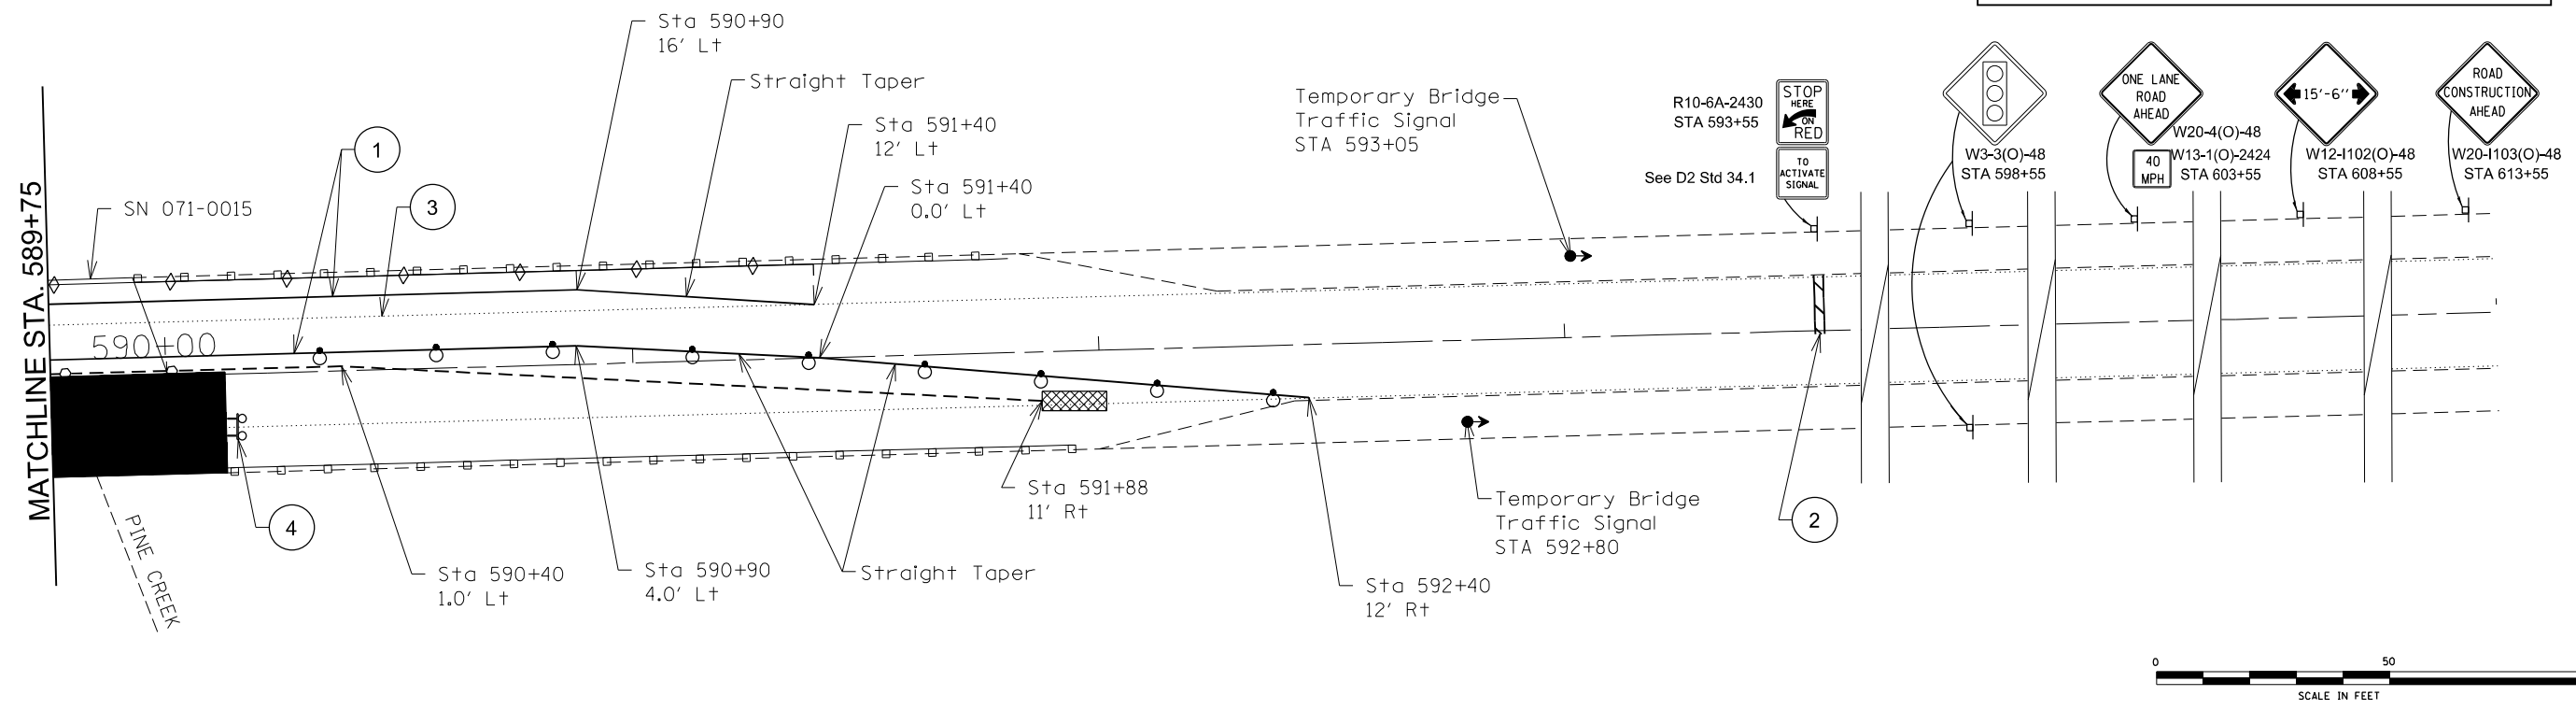 Sta 590+90
16' Lt
Straight Taper
Sta 591+40
12' Lt
Sta 591+40
0.0' Lt
1
3
SN 071-0015
MATCHLINE STA. 589+75
590+00
Temporary Bridge
Traffic Signal
STA 593+05
R10-6A-2430
STA 593+55
STOP
HERE
ON
RED
See D2 Std 34.1
TO
ACTIVATE
SIGNAL
W3-3(O)-48
STA 598+55
ONE LANE
ROAD
AHEAD
W20-4(O)-48
40
MPH
W13-1(O)-2424
STA 603+55
15'-6"
W12-I102(O)-48
STA 608+55
ROAD
CONSTRUCTION
AHEAD
W20-I103(O)-48
STA 613+55
4
PINE CREEK
Sta 590+40
1.0' Lt
Sta 590+90
4.0' Lt
Straight Taper
Sta 591+88
11' Rt
Sta 592+40
12' Rt
Temporary Bridge
Traffic Signal
STA 592+80
2
0
50
SCALE IN FEET